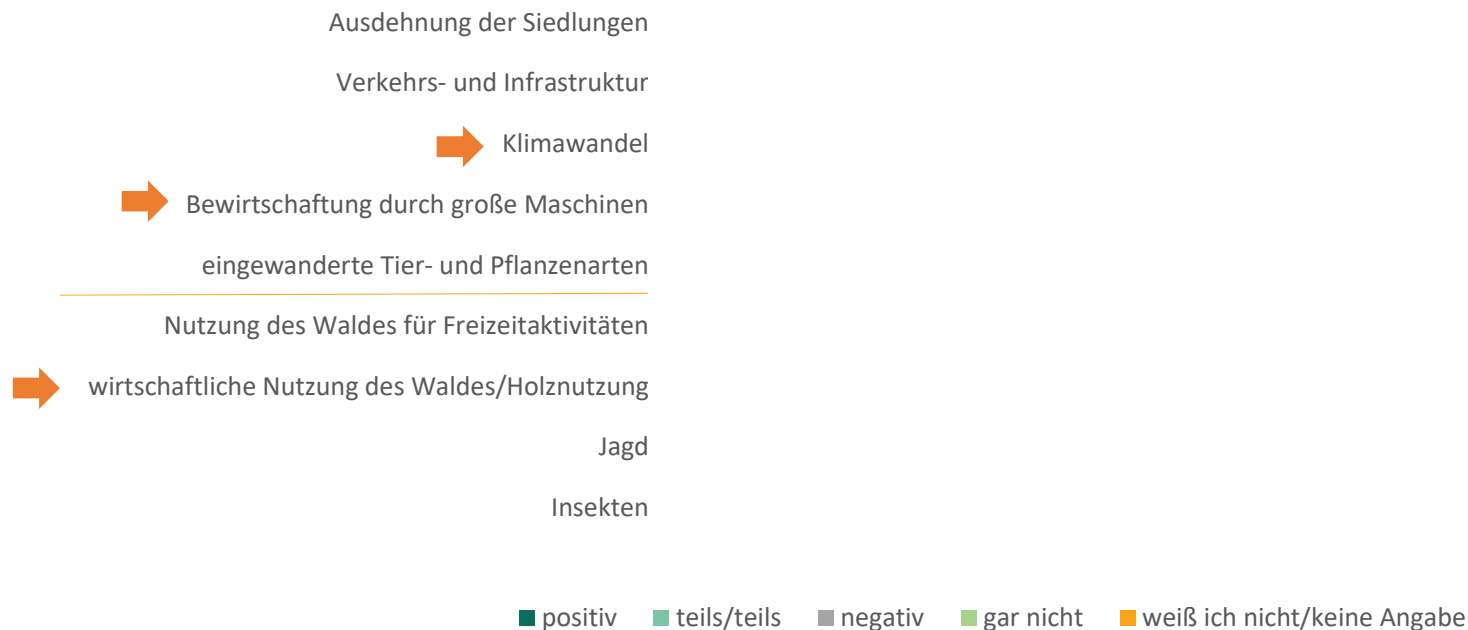 Ausdehnung der Siedlungen
Verkehrs- und Infrastruktur
Klimawandel
Bewirtschaftung durch große Maschinen
eingewanderte Tier- und Pflanzenarten
Nutzung des Waldes für Freizeitaktivitäten
wirtschaftliche Nutzung des Waldes/Holznutzung
Jagd
Insekten
positiv teils/teils negativ gar nicht weiß ich nicht/keine Angabe